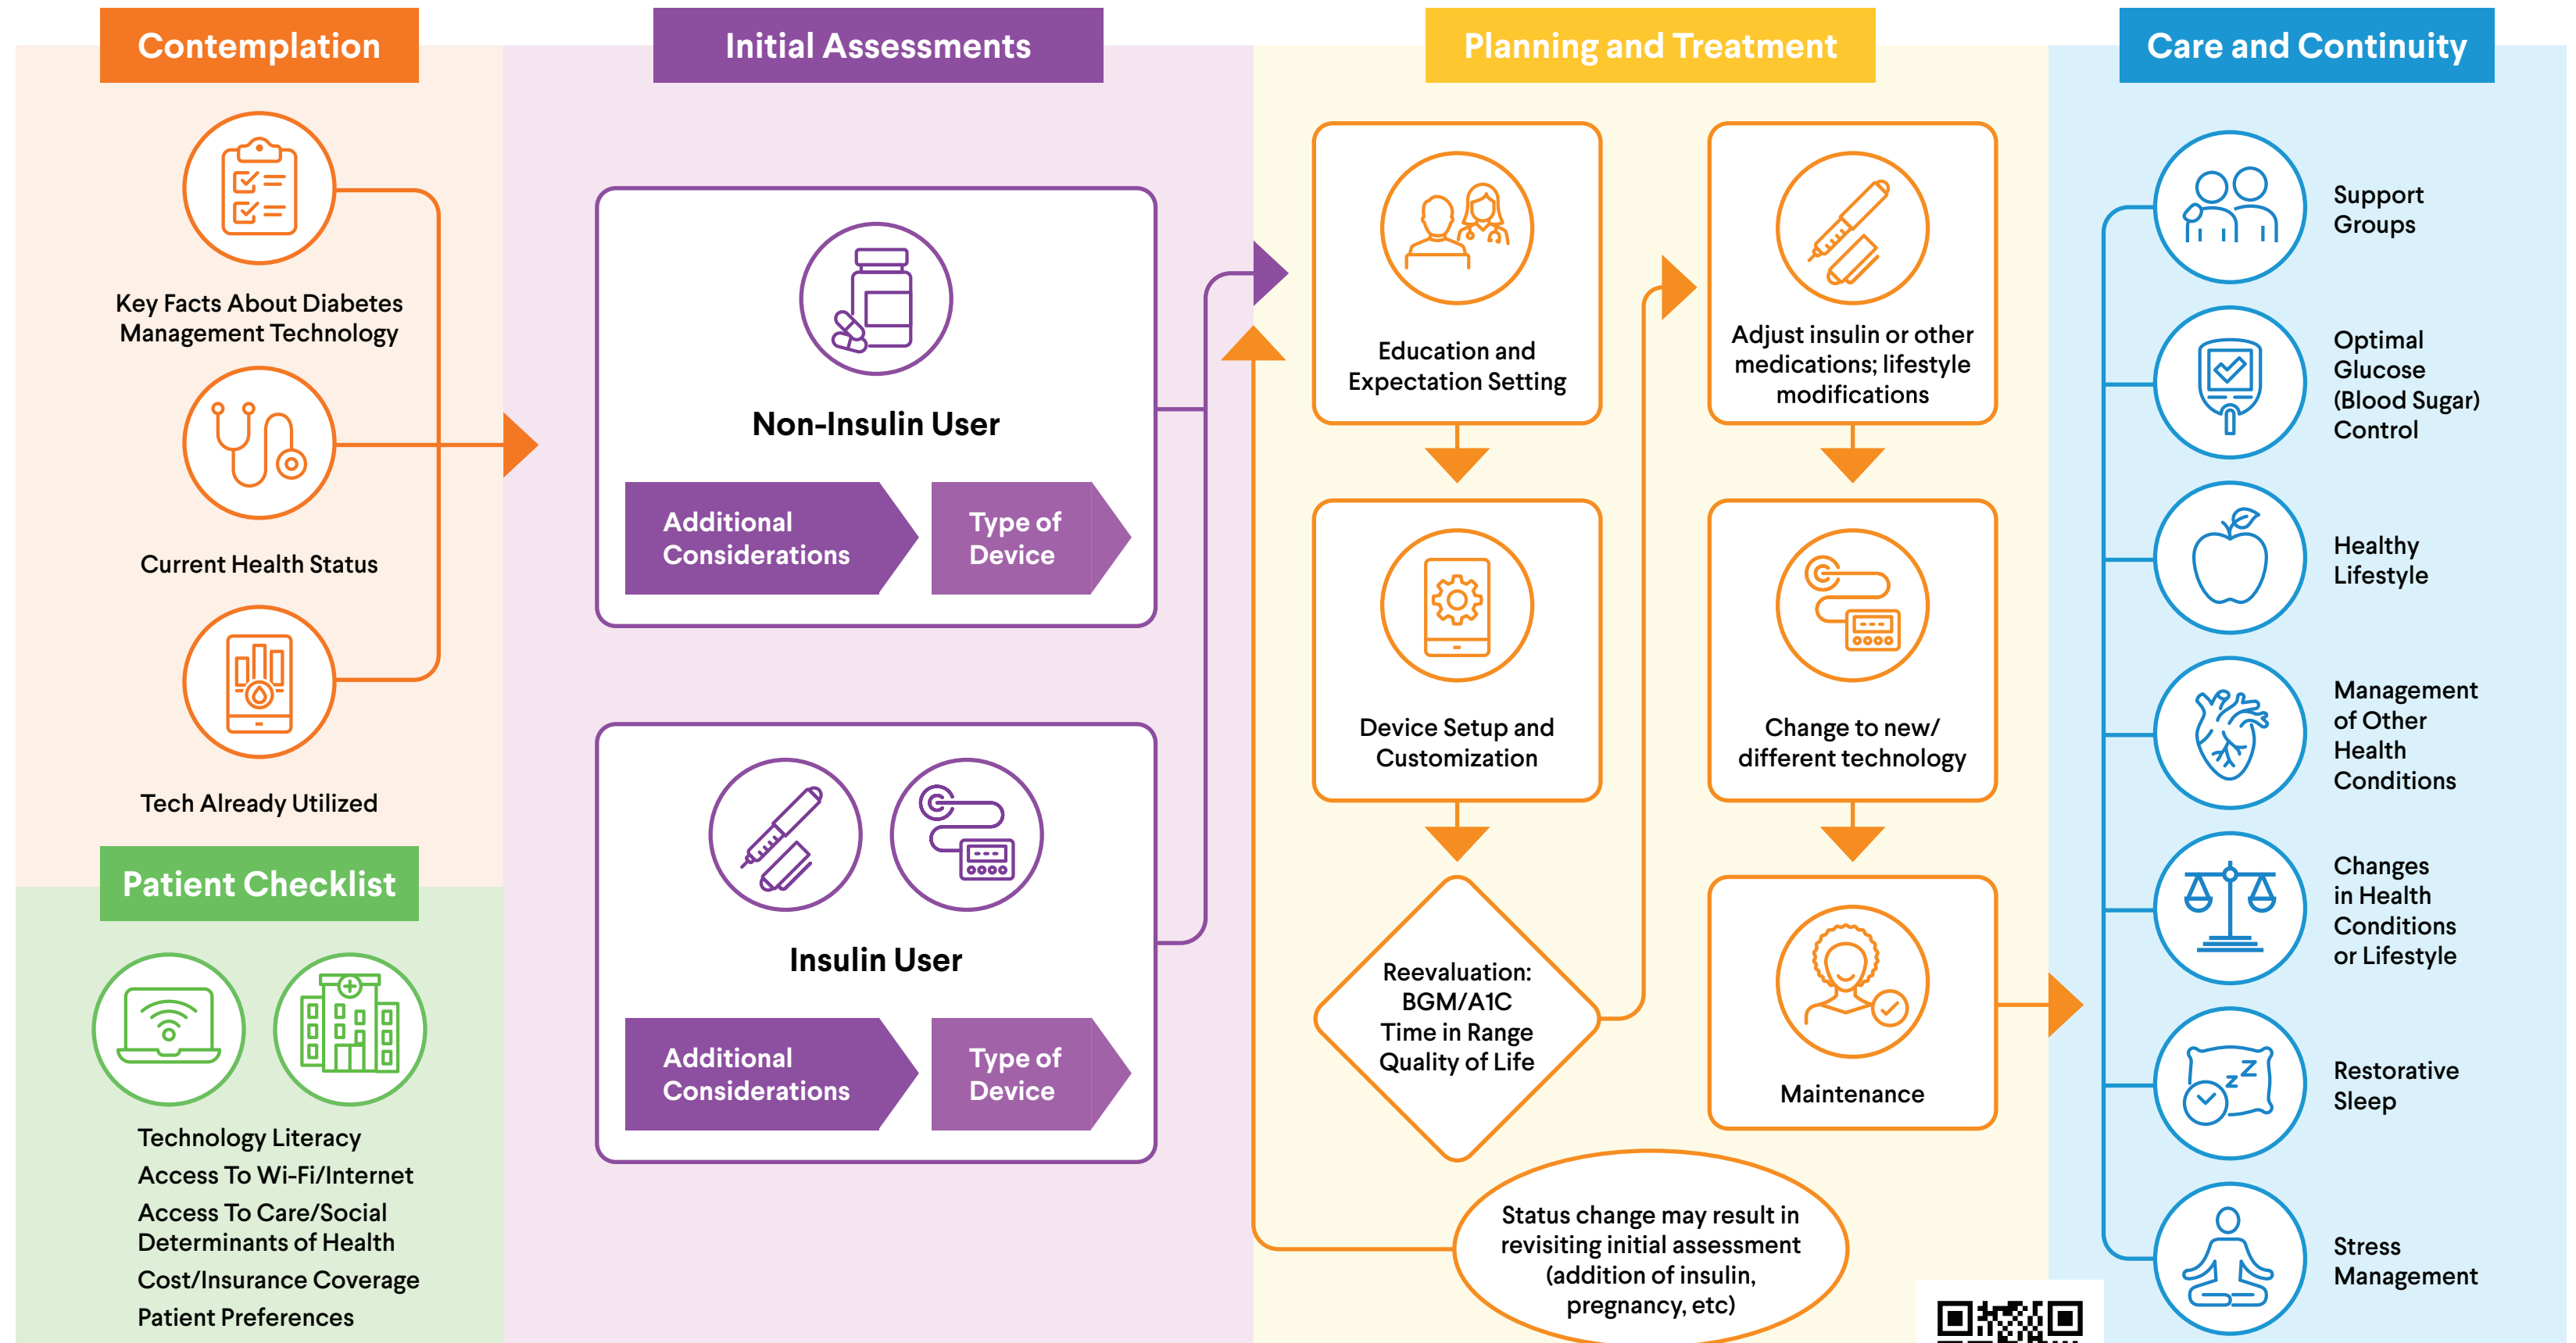 Contemplation
Key Facts About Diabetes
Management Technology
Current Health Status
Tech Already Utilized
Patient Checklist
Technology Literacy
Access To Wi-Fi/Internet
Access To Care/Social
Determinants of Health
Cost/Insurance Coverage
Patient Preferences
Initial Assessments
Non-Insulin User
Additional
Considerations
Type of
Device
Insulin User
Additional
Considerations
Type of
Device
Planning and Treatment
Education and
Expectation Setting
Device Setup and
Customization
Reevaluation:
BGM/A1C
Time in Range
Quality of Life
Adjust insulin or other
medications; lifestyle
modifications
Change to new/
different technology
Maintenance
Status change may result in
revisiting initial assessment
(addition of insulin,
pregnancy, etc)
Care and Continuity
Support
Groups
Optimal
Glucose
(Blood Sugar)
Control
Healthy
Lifestyle
Management
of Other
Health
Conditions
Changes
in Health
Conditions
or Lifestyle
Restorative
Sleep
z z
Stress
Management